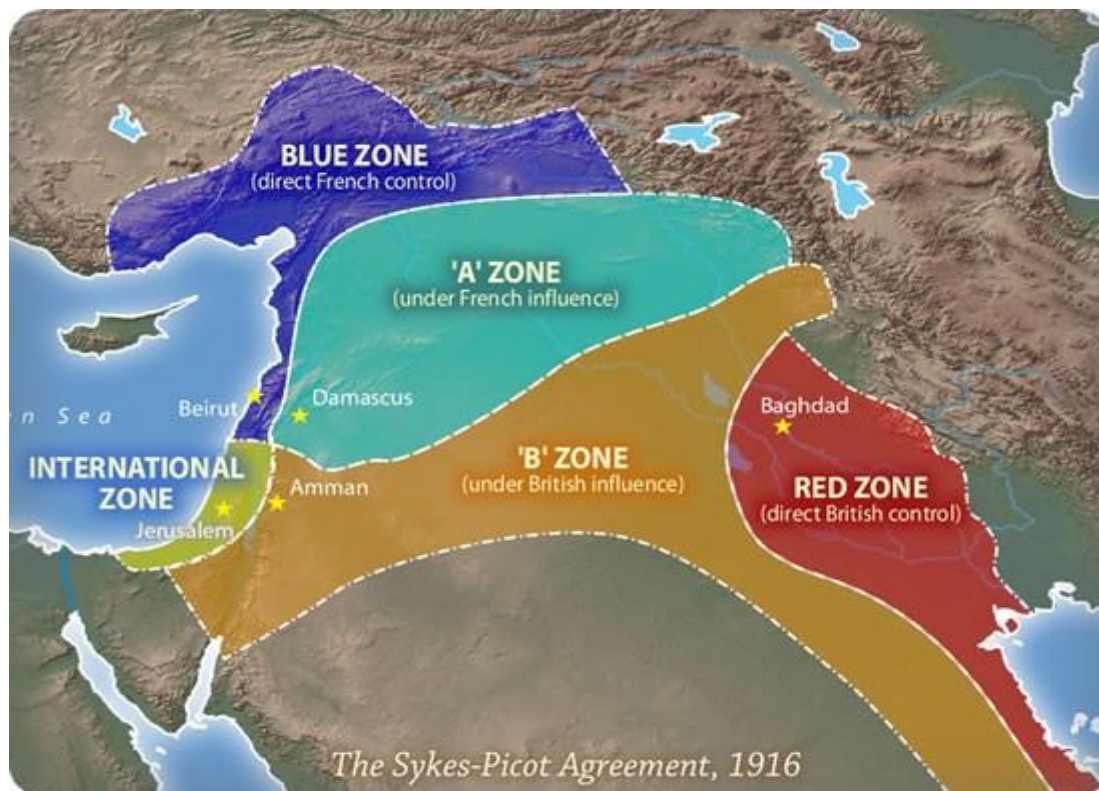 BLUE ZONE
(direct French control)
'A' ZONE
(under French influence)
Beirut
Damascus
n Sea
Baghdad
INTERNATIONAL
ZONE
'B' ZONE
(under British influence)
Amman
RED ZONE
(direct British control)
Jerusalem
Pe
The Sykes-Picot Agreement, 1916